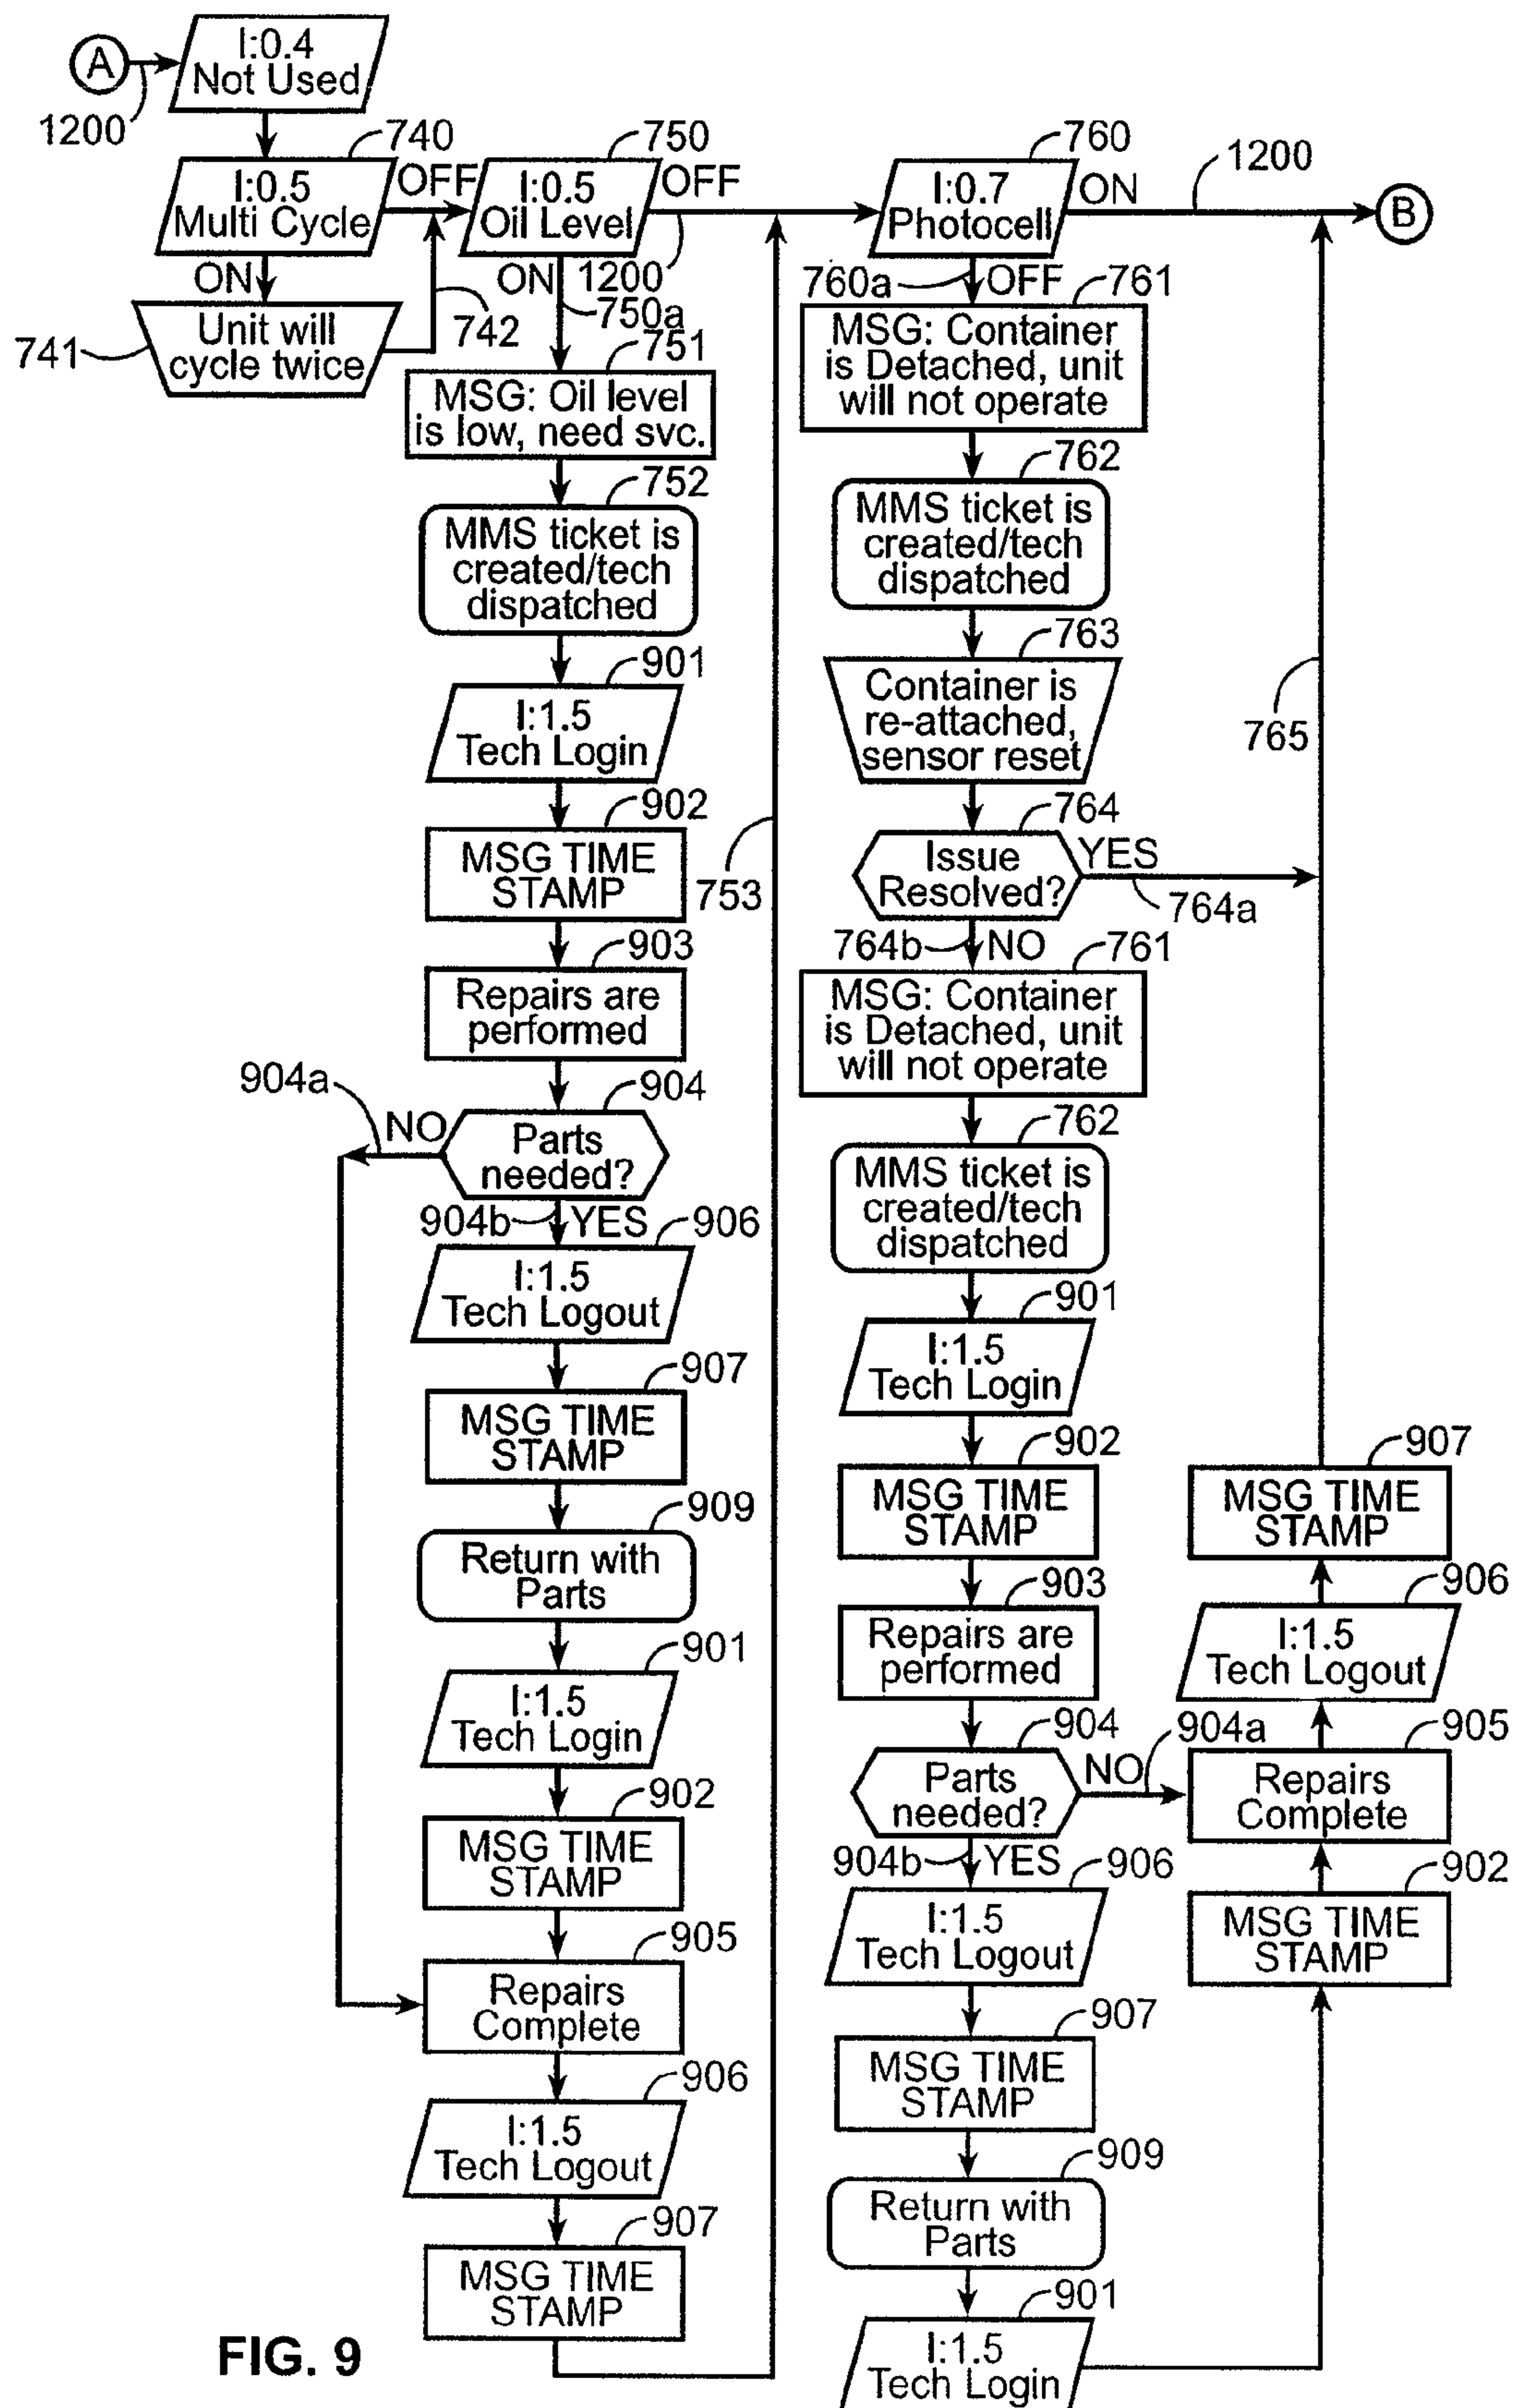 A
I:0.4
Not Used
1200
740
I:0.5
Multi Cycle
OFF
ON
741
Unit will
cycle twice
742
750
I:0.5
Oil Level
OFF
1200
ON
750a
751
MSG: Oil level
is low, need svc.
752
MMS ticket is
created/tech
dispatched
901
I:1.5
Tech Login
902
MSG TIME
STAMP
753
903
Repairs are
performed
904a
NO
904
Parts
needed?
904b
YES
906
I:1.5
Tech Logout
907
MSG TIME
STAMP
909
Return with
Parts
901
I:1.5
Tech Login
902
MSG TIME
STAMP
905
Repairs
Complete
906
I:1.5
Tech Logout
907
MSG TIME
STAMP
760
I:0.7
Photocell
ON
1200
B
760a
OFF
761
MSG: Container
is Detached, unit
will not operate
762
MMS ticket is
created/tech
dispatched
763
Container is
re-attached,
sensor reset
765
764
Issue
Resolved?
YES
764a
764b
NO
761
MSG: Container
is Detached, unit
will not operate
762
MMS ticket is
created/tech
dispatched
901
I:1.5
Tech Login
902
MSG TIME
STAMP
903
Repairs are
performed
904
Parts
needed?
NO
904a
904b
YES
906
I:1.5
Tech Logout
907
MSG TIME
STAMP
909
Return with
Parts
901
I:1.5
Tech Login
907
MSG TIME
STAMP
906
I:1.5
Tech Logout
905
Repairs
Complete
902
MSG TIME
STAMP
FIG. 9